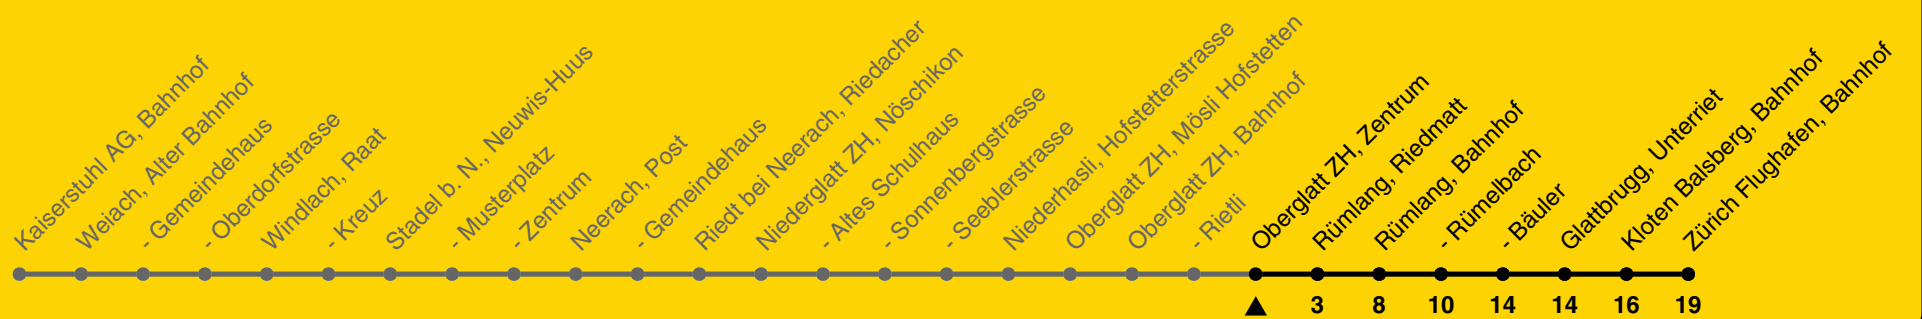 Kaiserstuhl AG, Bahnhof
Weiach, Alter Bahnhof
- Gemeindehaus
- Oberdorfstrasse
Windlach, Raat
- Kreuz
Stadel b. N., Neuwis-Huus
- Musterplatz
- Zentrum
Neerach, Post
- Gemeindehaus
Riedt bei Neerach, Riedacher
Niederglatt ZH, Nöschikon
- Altes Schulhaus
- Sonnenbergstrasse
- Seeblerstrasse
Niederhasli, Hofstetterstrasse
Oberglatt ZH, Mösli Hofstetten
Oberglatt ZH, Bahnhof
- Rietli
Oberglatt ZH, Zentrum
Rümlang, Riedmatt
Rümlang, Bahnhof
- Rümelbach
- Bäuler
Glattbrugg, Unterriet
Kloten Balsberg, Bahnhof
Zürich Flughafen, Bahnhof
3 8 10 14 14 16 19